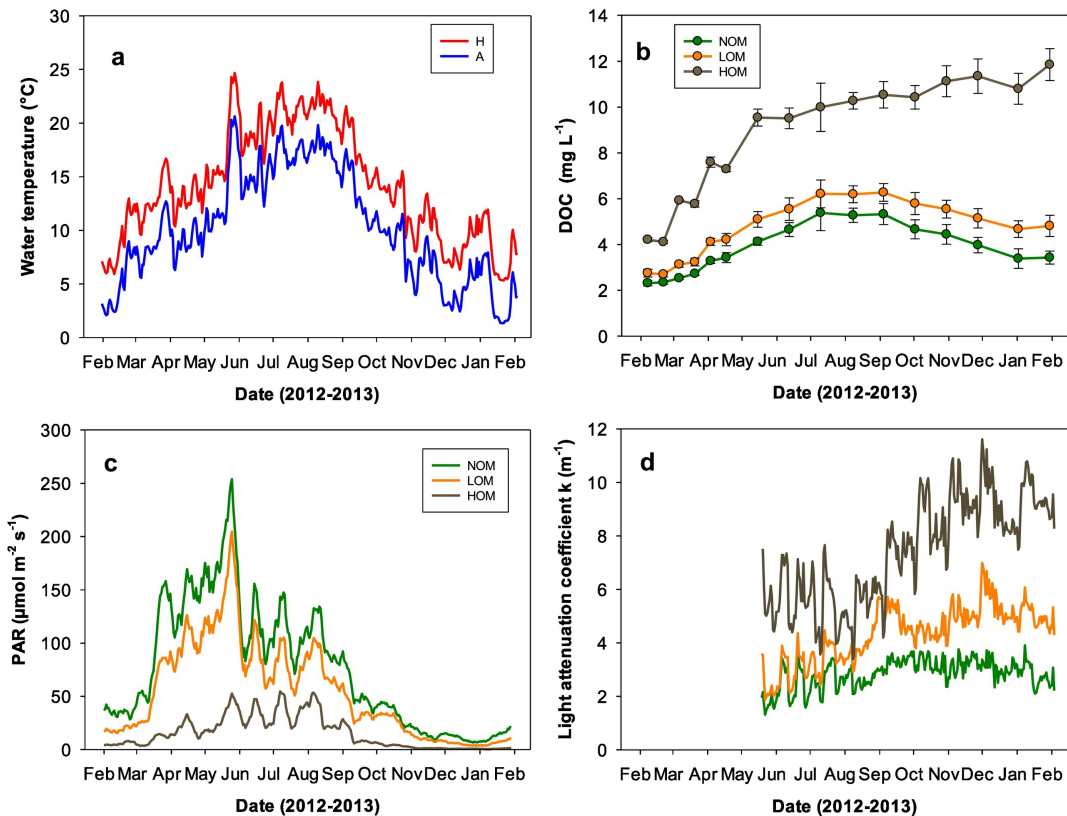 a
H
A
Water temperature (°C)
30
25
20
15
10
5
0
Feb Mar Apr May Jun Jul Aug Sep Oct Nov Dec Jan Feb
Date (2012-2013)
b
NOM
LOM
HOM
DOC (mg L⁻¹)
14
12
10
8
6
4
2
0
Feb Mar Apr May Jun Jul Aug Sep Oct Nov Dec Jan Feb
Date (2012-2013)
c
NOM
LOM
HOM
PAR (µmol m⁻² s⁻¹)
300
250
200
150
100
50
0
Feb Mar Apr May Jun Jul Aug Sep Oct Nov Dec Jan Feb
Date (2012-2013)
d
Light attenuation coefficient k (m⁻¹)
12
10
8
6
4
2
0
Feb Mar Apr May Jun Jul Aug Sep Oct Nov Dec Jan Feb
Date (2012-2013)